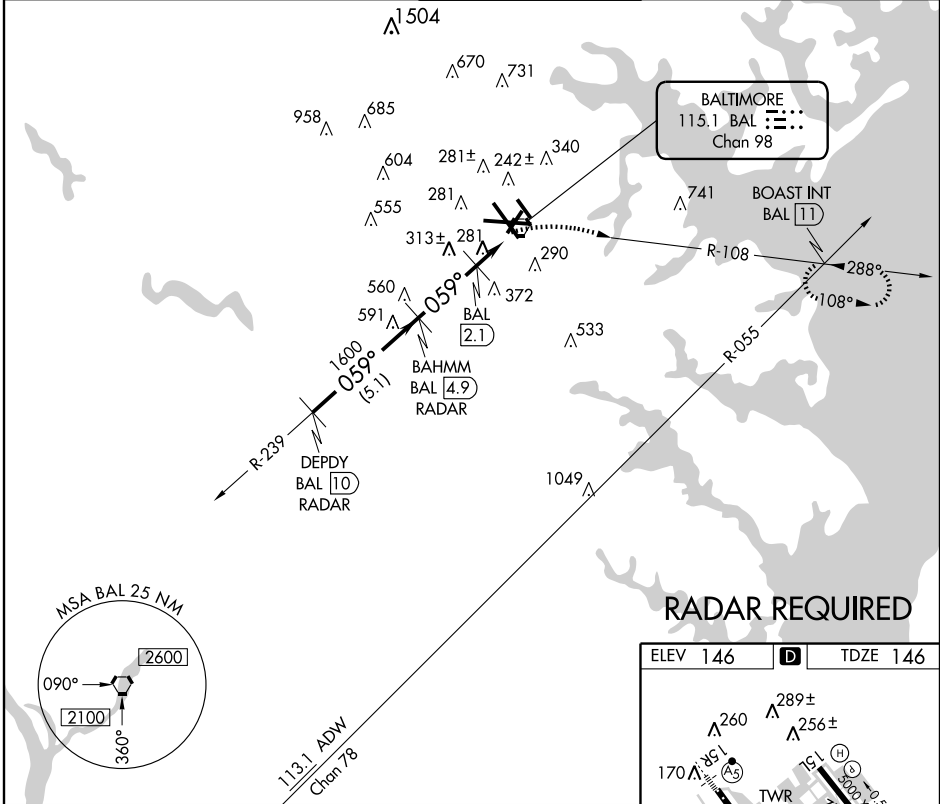 1504
670
731
BALTIMORE
115.1 BAL
Chan 98
958
685
604
281±
242±
340
555
281
741
BOAST INT
BAL 11
313±
281
290
R-108
288°
108°
560
059°
372
591
BAL
2.1
533
R-055
1600
059°
(5.1)
BAHMM
BAL 4.9
RADAR
R-239
DEPDY
BAL 10
RADAR
1049
MSA BAL 25 NM
2600
090°
2100
360°
113.1 ADW
Chan 78
RADAR REQUIRED
ELEV 146 D TDZE 146
289±
260
256±
15R
15L
H
P
170
A5
TWR
5000